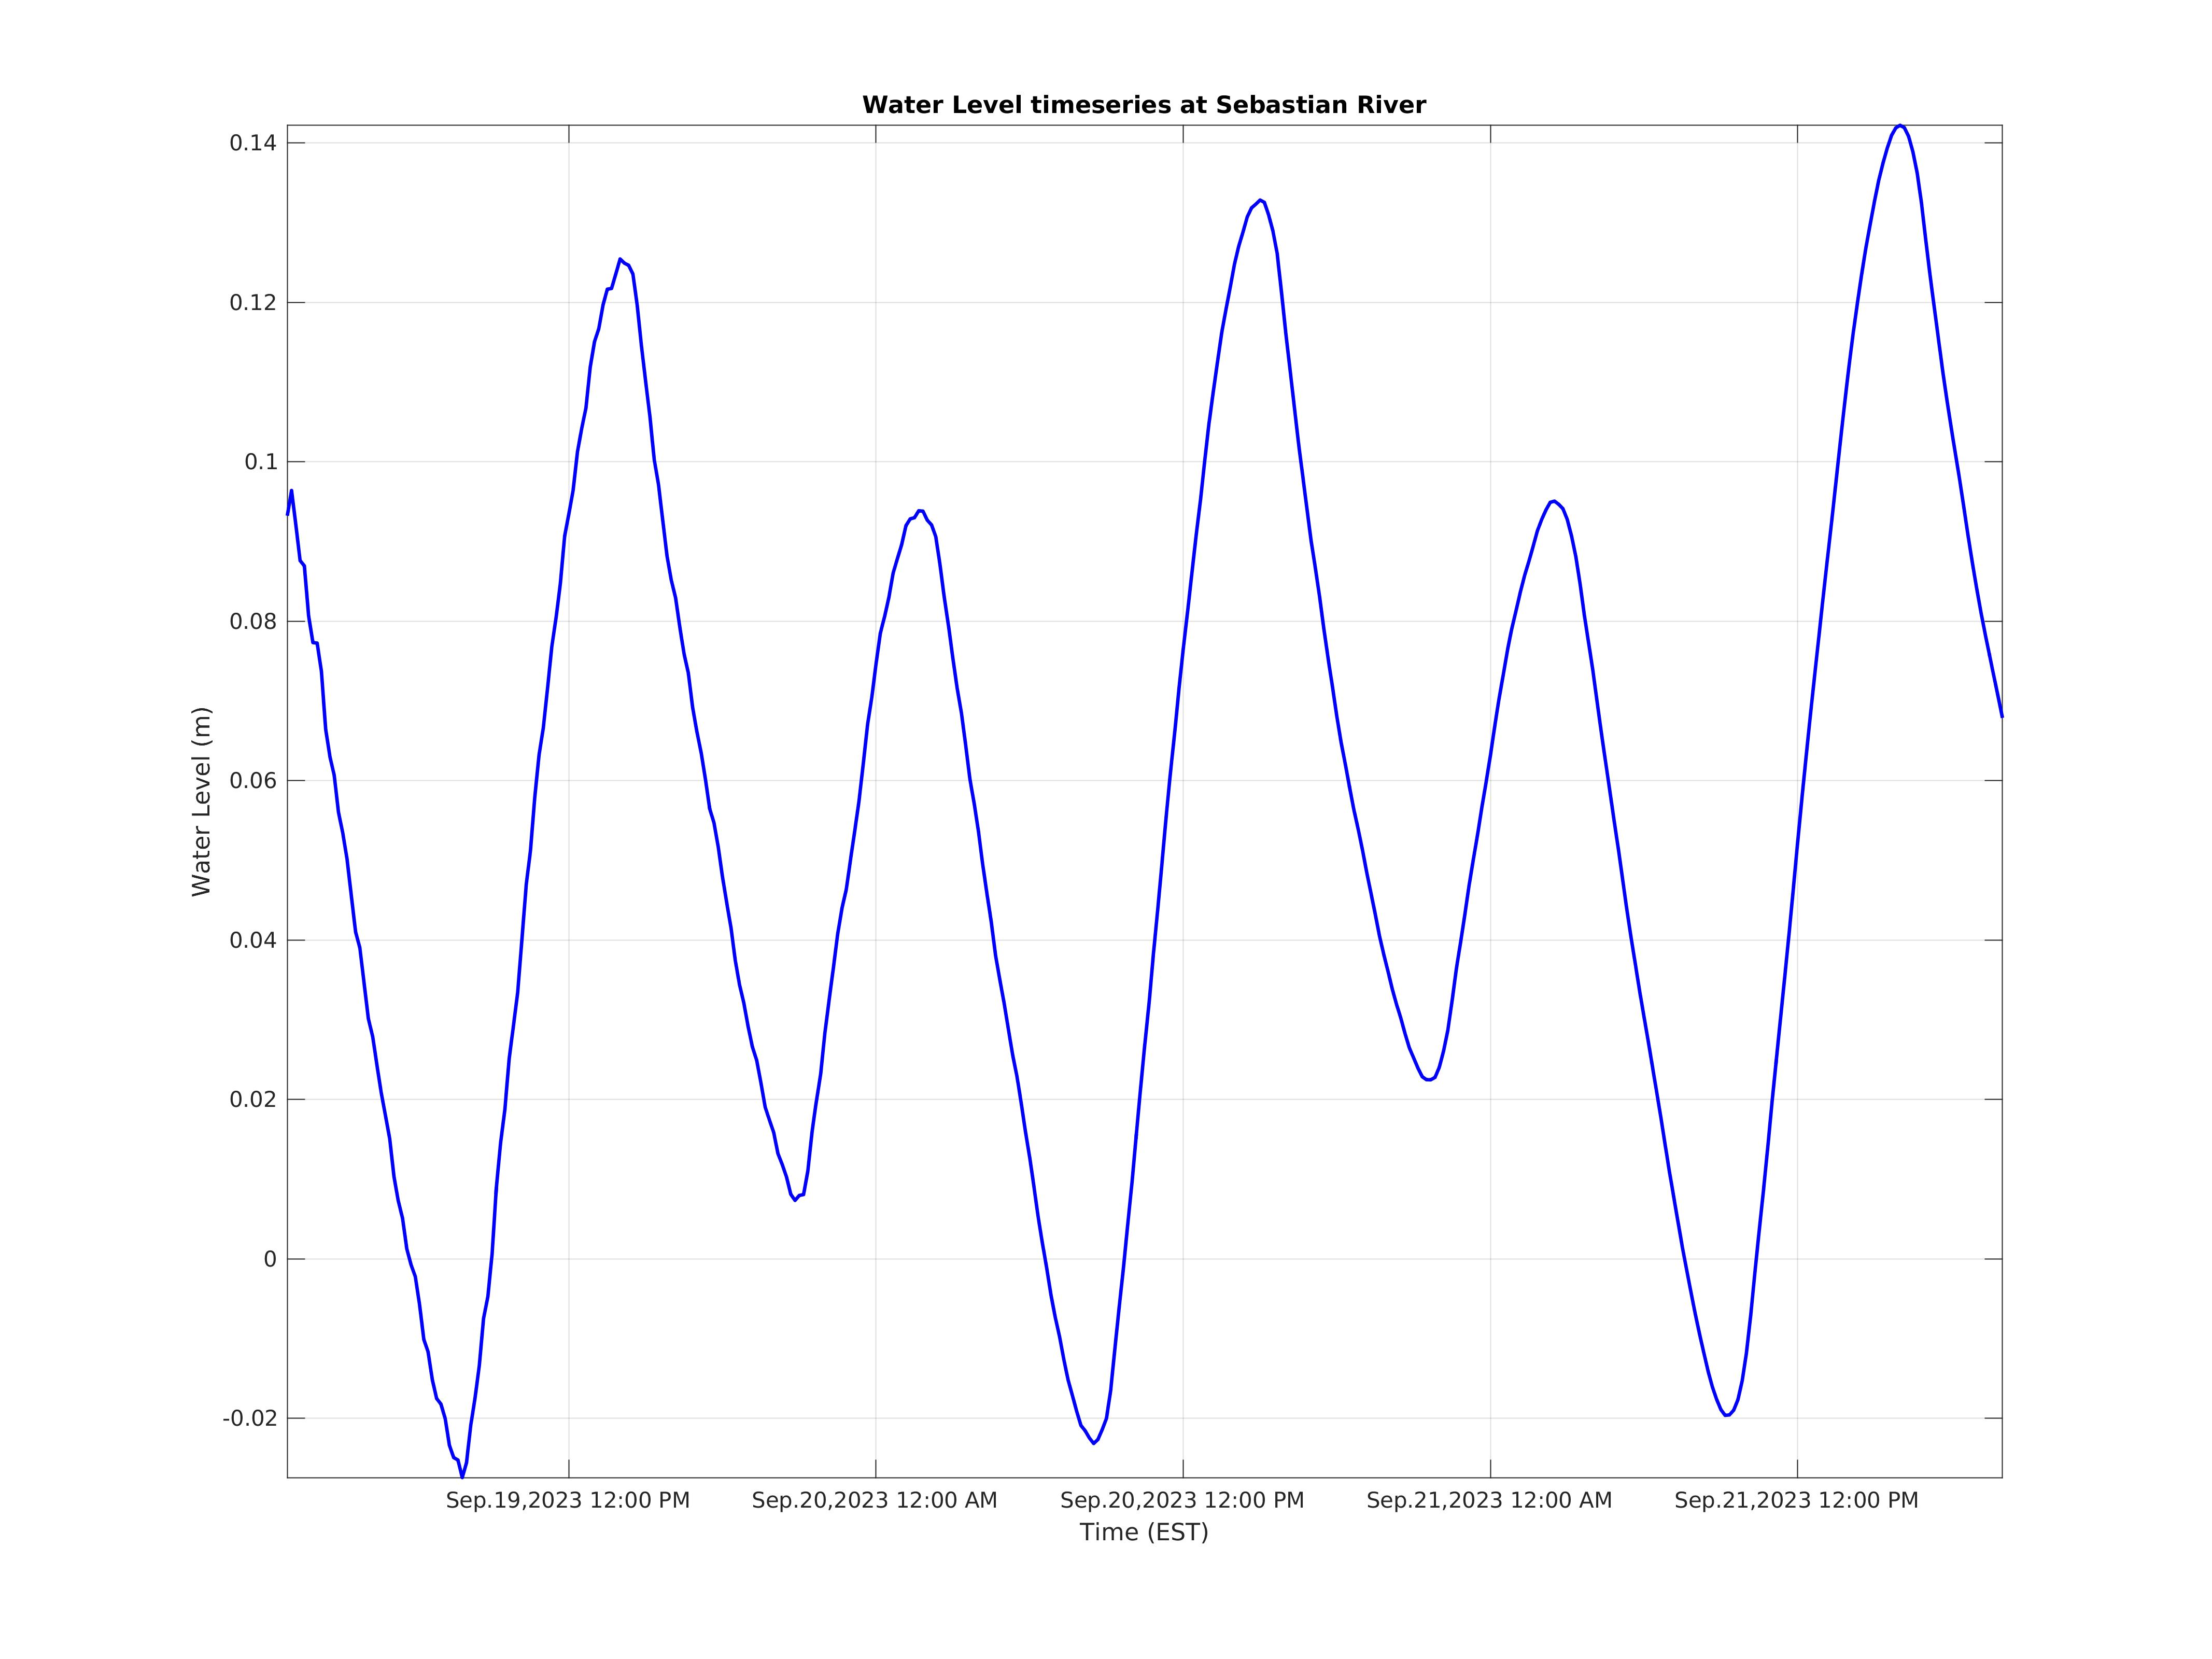 Water Level timeseries at Sebastian River
0.14
0.12
0.1
0.08
0.06
0.04
0.02
0
-0.02
Water Level (m)
Sep.19,2023 12:00 PM Sep.20,2023 12:00 AM Sep.20,2023 12:00 PM Sep.21,2023 12:00 AM Sep.21,2023 12:00 PM
Time (EST)